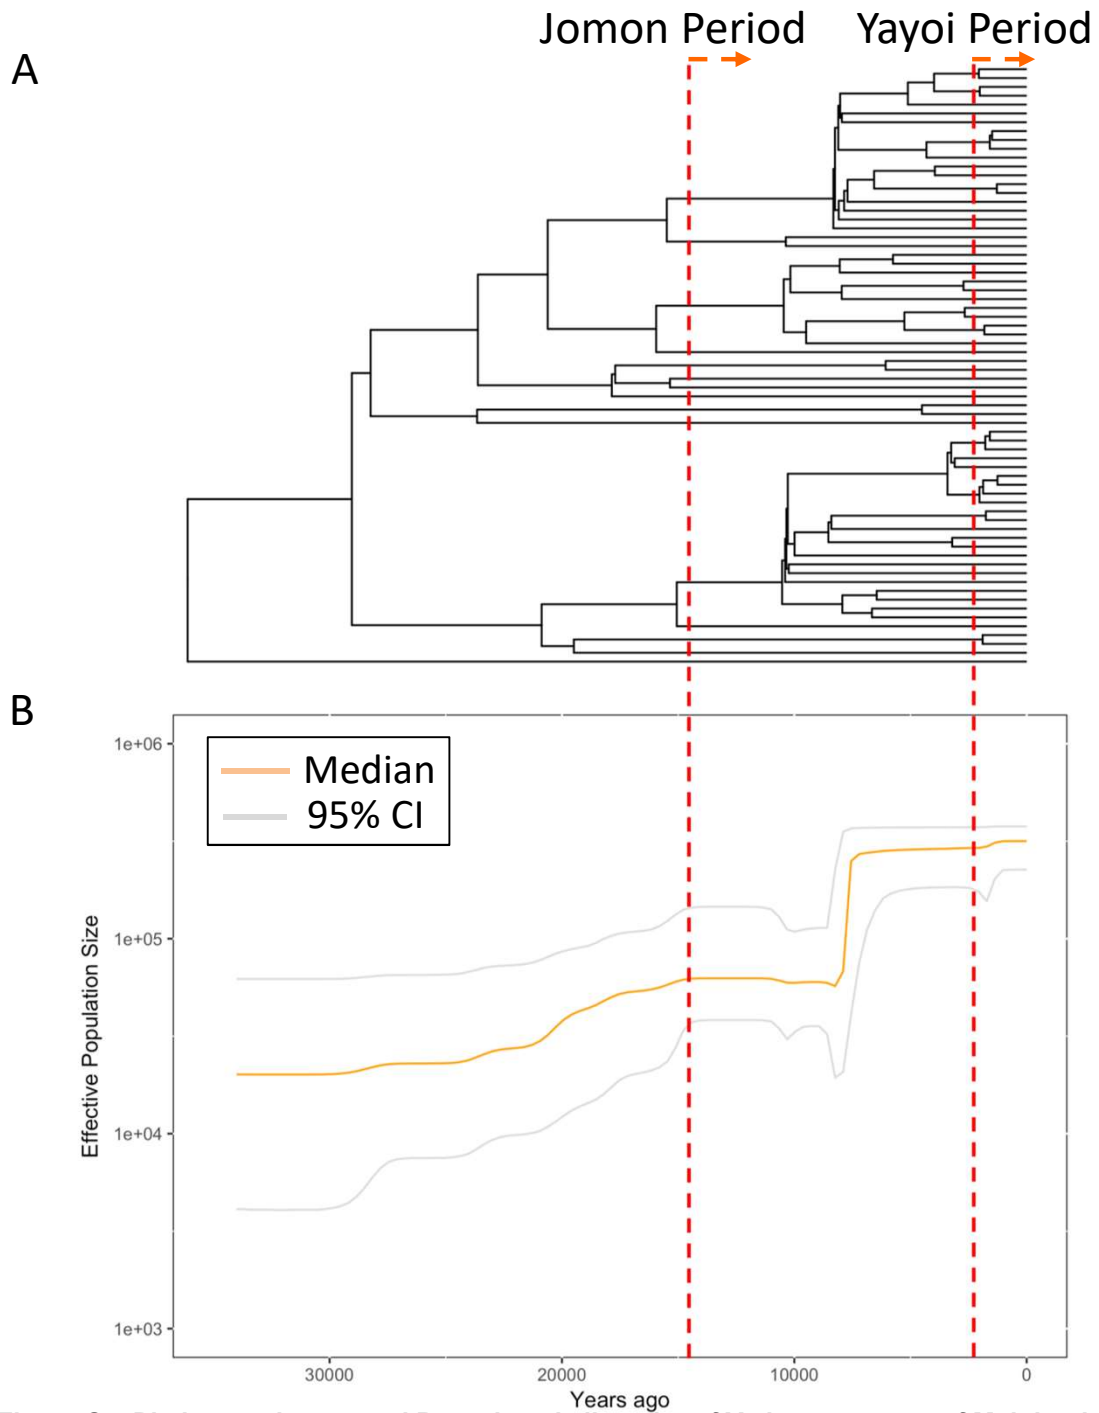 Jomon Period
Yayoi Period
A
B
1e+06
Median
95% CI
1e+05
Effective Population Size
1e+04
1e+03
30000
20000
10000
0
Years ago